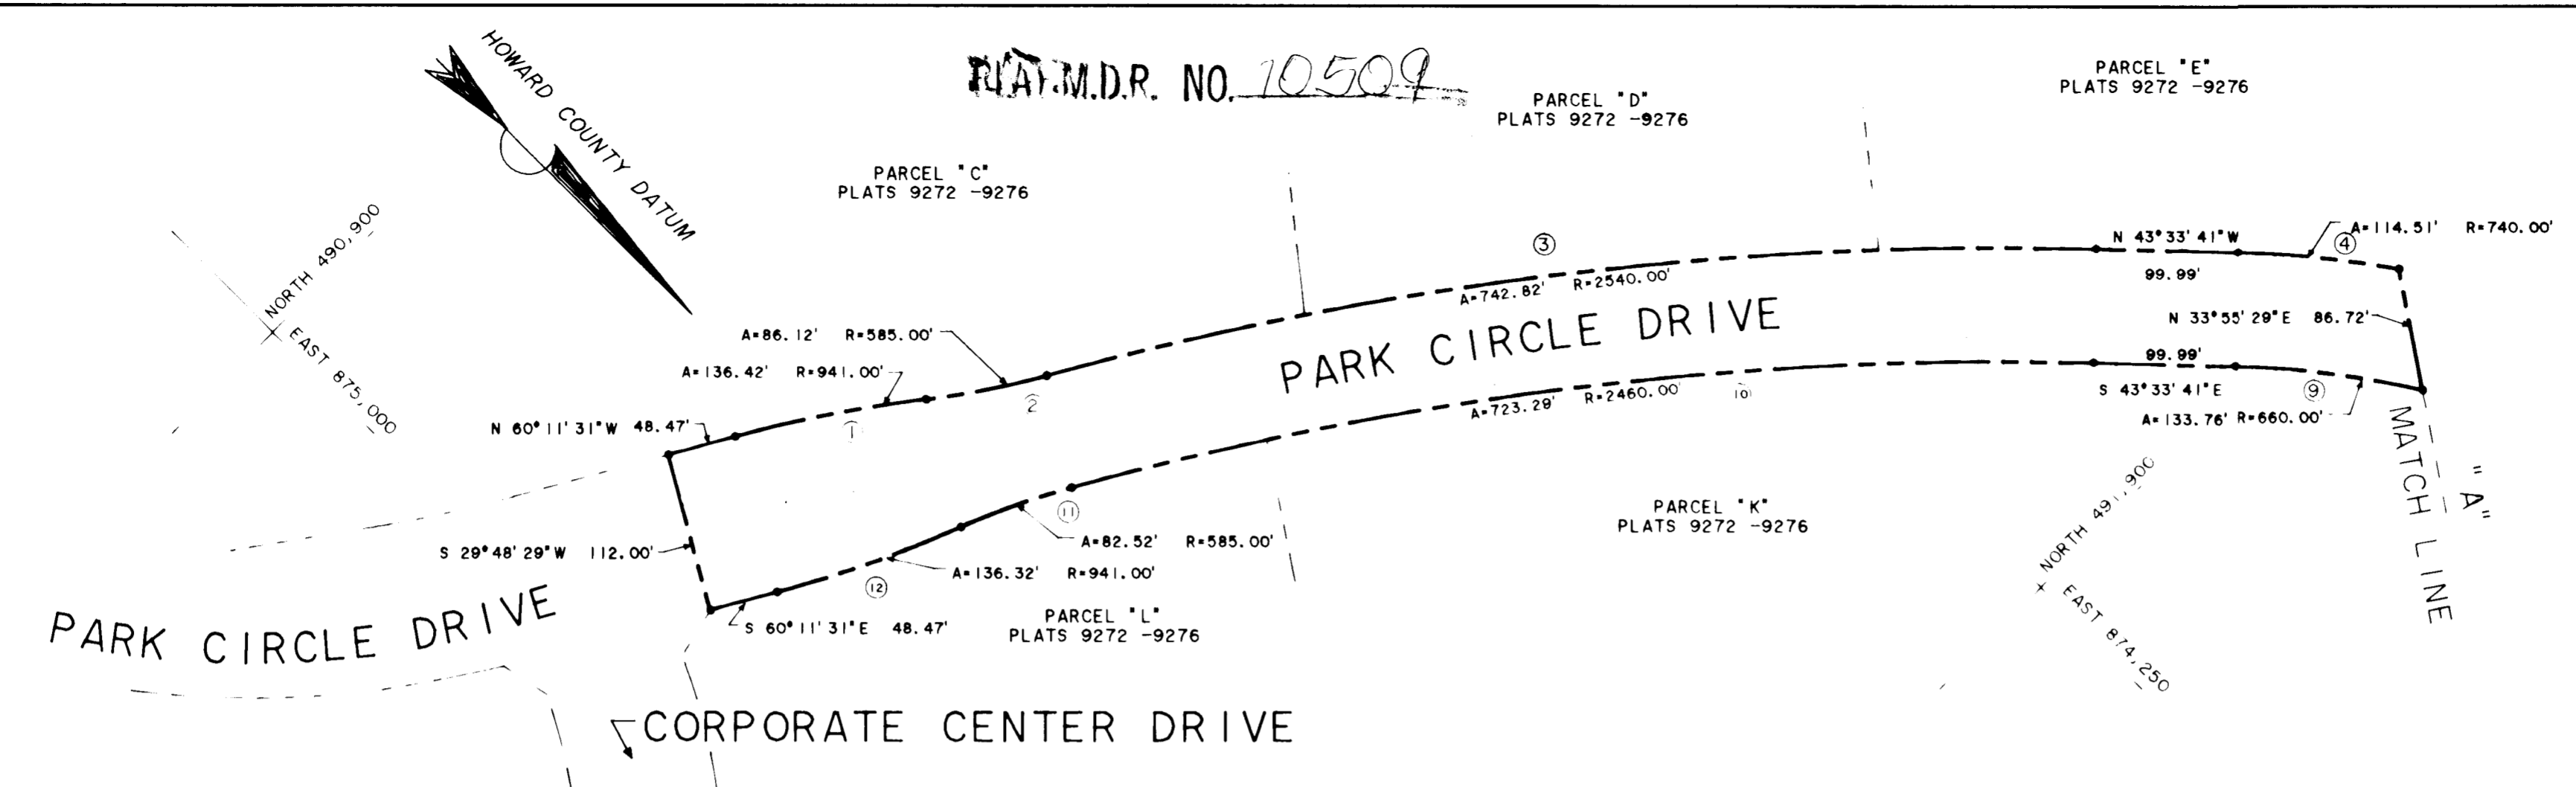 HOWARD COUNTY DATUM
PLAT M.D.R. NO. 10509
PARCEL "E"
PLATS 9272 -9276
PARCEL "D"
PLATS 9272 -9276
PARCEL "C"
PLATS 9272 -9276
NORTH 490,900
EAST 875,000
A=114.51' R=740.00'
4
N 43° 33' 41" W
99.99'
3
A=742.82' R=2540.00'
N 33° 55' 29" E 86.72'
A=86.12' R=585.00'
A=136.42' R=941.00'
2
1
N 60° 11' 31" W 48.47'
PARK CIRCLE DRIVE
99.99'
S 43° 33' 41" E
9
A=133.76' R=660.00'
A=723.29' R=2460.00'
10
MATCH LINE "A"
NORTH 491,900
EAST 874,250
PARCEL "K"
PLATS 9272 -9276
11
A=82.52' R=585.00'
A=136.32' R=941.00'
12
S 29° 48' 29" W 112.00'
S 60° 11' 31" E 48.47'
PARCEL "L"
PLATS 9272 -9276
PARK CIRCLE DRIVE
CORPORATE CENTER DRIVE